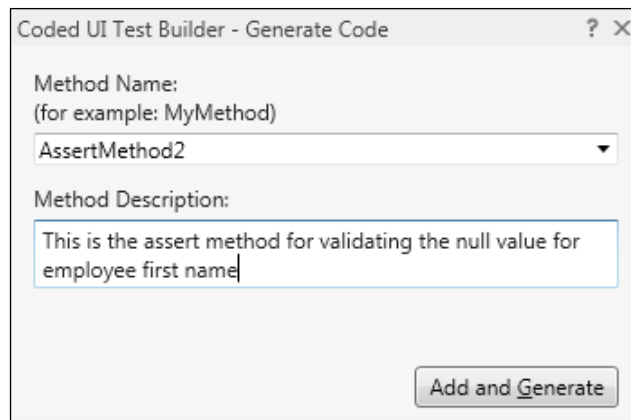 Coded UI Test Builder - Generate Code ? X
Method Name:
(for example: MyMethod)
AssertMethod2
Method Description:
This is the assert method for validating the null value for
employee first name
Add and Generate